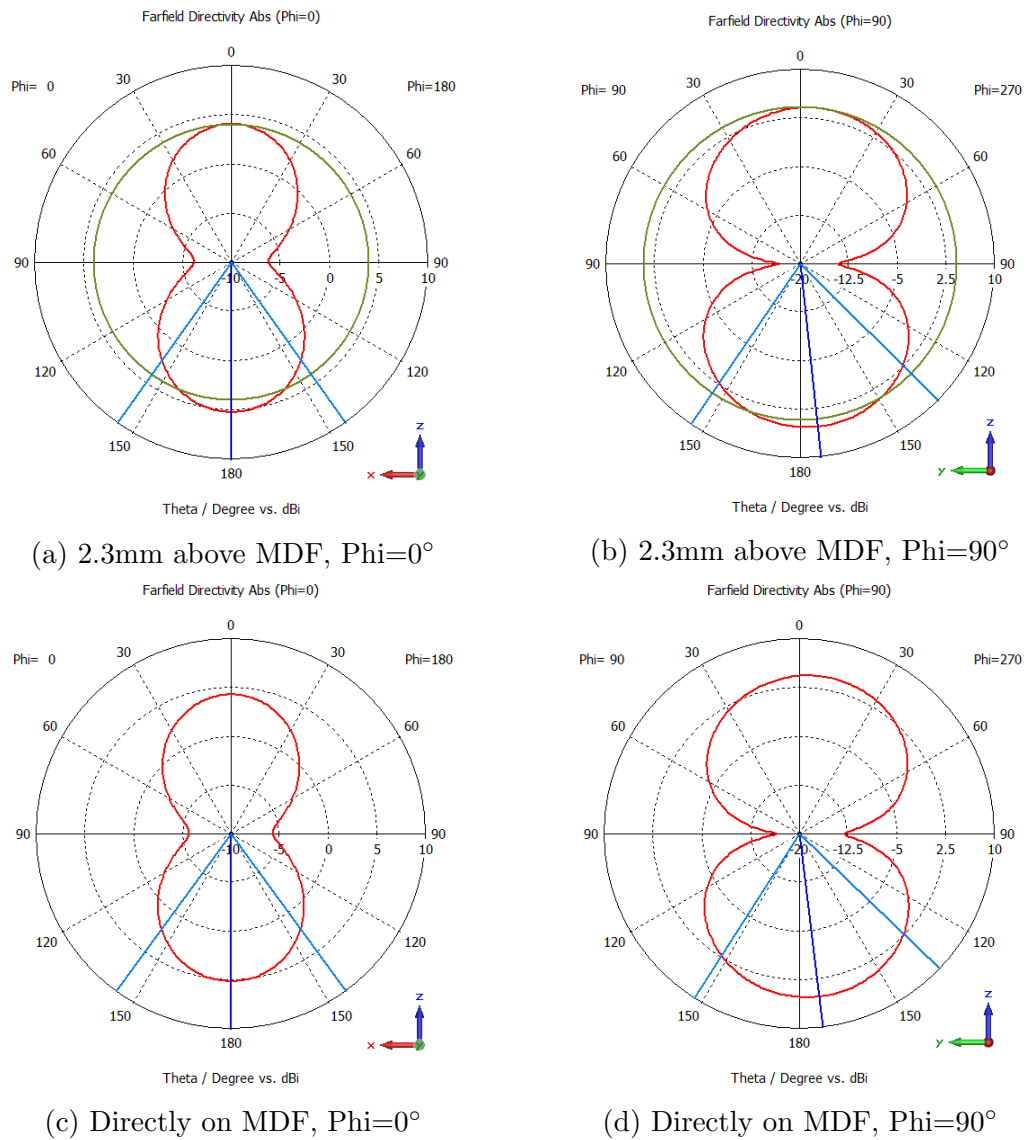 Farfield Directivity Abs (Phi=0)
0
30 30
Phi= 0 Phi=180
60 60
90 -10 -5 0 5 10 90
120 120
150 150
180
z
x y
Theta / Degree vs. dBi
(a) 2.3mm above MDF, Phi=0°
Farfield Directivity Abs (Phi=90)
0
30 30
Phi= 90 Phi=270
60 60
90 -20 -12.5 -5 2.5 10 90
120 120
150 150
180
z
y
Theta / Degree vs. dBi
(b) 2.3mm above MDF, Phi=90°
Farfield Directivity Abs (Phi=0)
0
30 30
Phi= 0 Phi=180
60 60
90 -10 -5 0 5 10 90
120 120
150 150
180
z
x y
Theta / Degree vs. dBi
(c) Directly on MDF, Phi=0°
Farfield Directivity Abs (Phi=90)
0
30 30
Phi= 90 Phi=270
60 60
90 -20 -12.5 -5 2.5 10 90
120 120
150 150
180
z
y
Theta / Degree vs. dBi
(d) Directly on MDF, Phi=90°